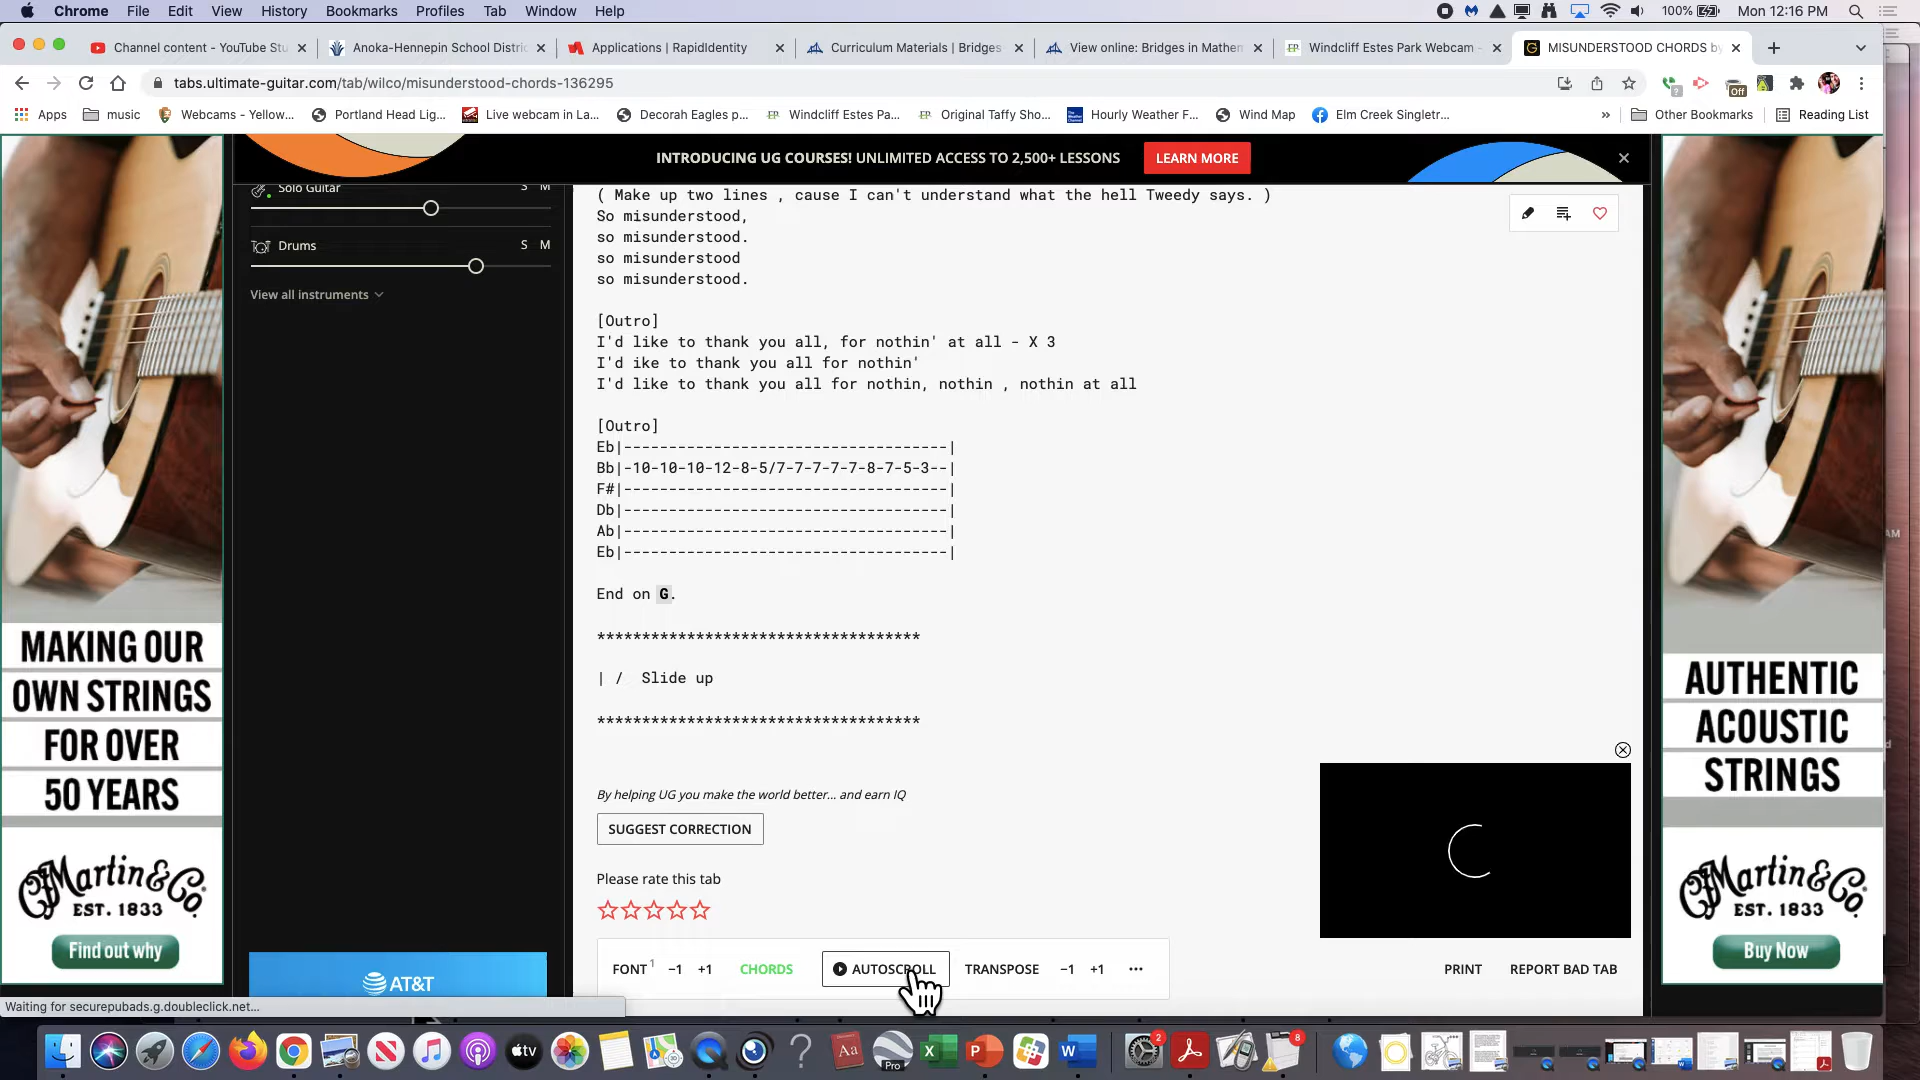 Chrome File Edit View History Bookmarks Profiles Tab Window Help 100% Mon 12:16 PM
Channel content - YouTube Stu Anoka-Hennepin School Distric Applications | RapidIdentity Curriculum Materials | Bridges View online: Bridges in Mathem Windcliff Estes Park Webcam - MISUNDERSTOOD CHORDS by
tabs.ultimate-guitar.com/tab/wilco/misunderstood-chords-136295 ? Off
Apps music Webcams - Yellow... Portland Head Lig... Live webcam in La... Decorah Eagles p... Windcliff Estes Pa... Original Taffy Sho... Hourly Weather F... Wind Map Elm Creek Singletr... » Other Bookmarks Reading List
INTRODUCING UG COURSES! UNLIMITED ACCESS TO 2,500+ LESSONS LEARN MORE
Solo Guitar S M
Drums S M
View all instruments
( Make up two lines , cause I can't understand what the hell Tweedy says. )
So misunderstood,
so misunderstood.
so misunderstood
so misunderstood.
[Outro]
I'd like to thank you all, for nothin' at all - X 3
I'd ike to thank you all for nothin'
I'd like to thank you all for nothin, nothin , nothin at all
[Outro]
Eb|------------------------------------|
Bb|-10-10-10-12-8-5/7-7-7-7-7-8-7-5-3--|
F#|------------------------------------|
Db|------------------------------------|
Ab|------------------------------------|
Eb|------------------------------------|
End on G.
************************************
| / Slide up
************************************
By helping UG you make the world better... and earn IQ
SUGGEST CORRECTION
Please rate this tab
FONT 1 −1 +1 CHORDS AUTOSCROLL TRANSPOSE −1 +1 ••• PRINT REPORT BAD TAB
MAKING OUR
OWN STRINGS
FOR OVER
50 YEARS
Martin & Co.
EST. 1833
Find out why
AUTHENTIC
ACOUSTIC
STRINGS
Martin & Co.
EST. 1833
Buy Now
AT&T
Waiting for securepubads.g.doubleclick.net...
AM
tv Aa Pro X P W 2 8